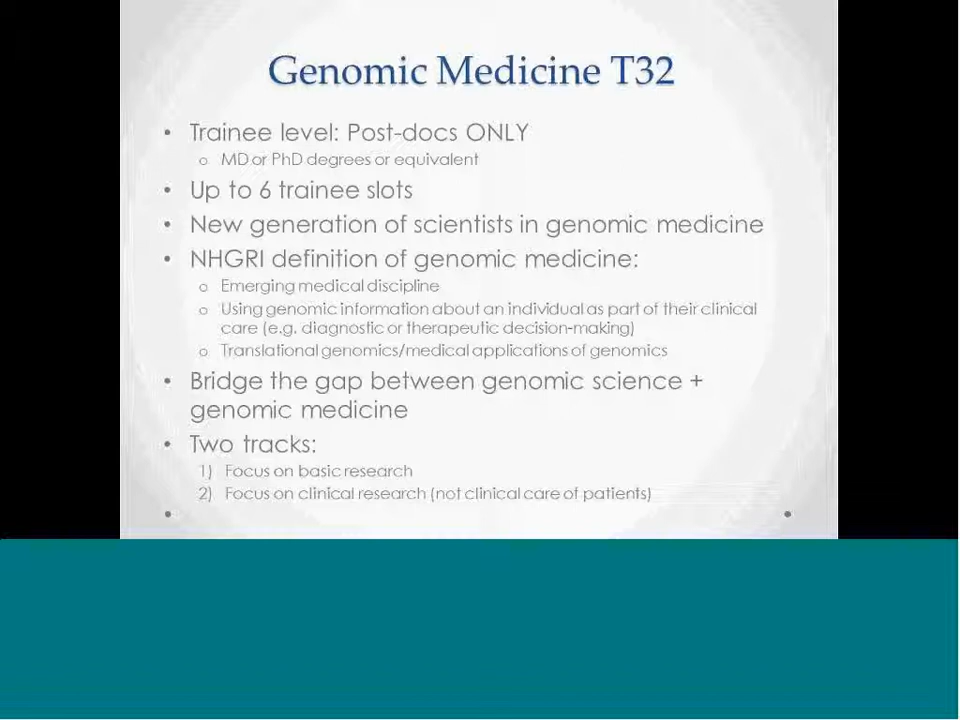 Genomic Medicine T32
• Trainee level: Post-docs ONLY
o MD or PhD degrees or equivalent
• Up to 6 trainee slots
• New generation of scientists in genomic medicine
• NHGRI definition of genomic medicine:
o Emerging medical discipline
o Using genomic information about an individual as part of their clinical
care (e.g. diagnostic or therapeutic decision-making)
o Translational genomics/medical applications of genomics
• Bridge the gap between genomic science +
genomic medicine
• Two tracks:
1) Focus on basic research
2) Focus on clinical research (not clinical care of patients)